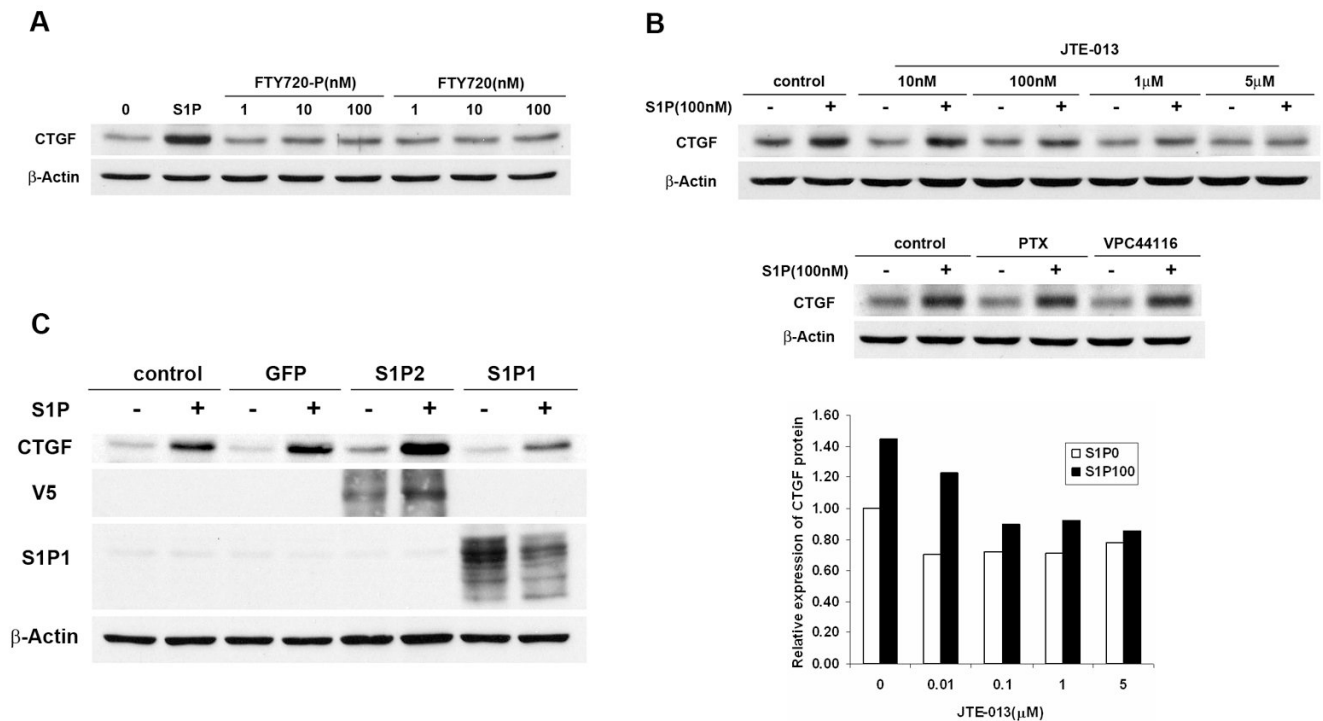 A
FTY720-P(nM) FTY720(nM)
0 S1P 1 10 100 1 10 100
CTGF
β-Actin
B
JTE-013
control 10nM 100nM 1μM 5μM
S1P(100nM) - + - + - + - + - +
CTGF
β-Actin
control PTX VPC44116
S1P(100nM) - + - + - +
CTGF
β-Actin
C
control GFP S1P2 S1P1
S1P - + - + - + - +
CTGF
V5
S1P1
β-Actin
Relative expression of CTGF protein
1.60
1.40
1.20
1.00
0.80
0.60
0.40
0.20
0.00
S1P0
S1P100
0 0.01 0.1 1 5
JTE-013(μM)